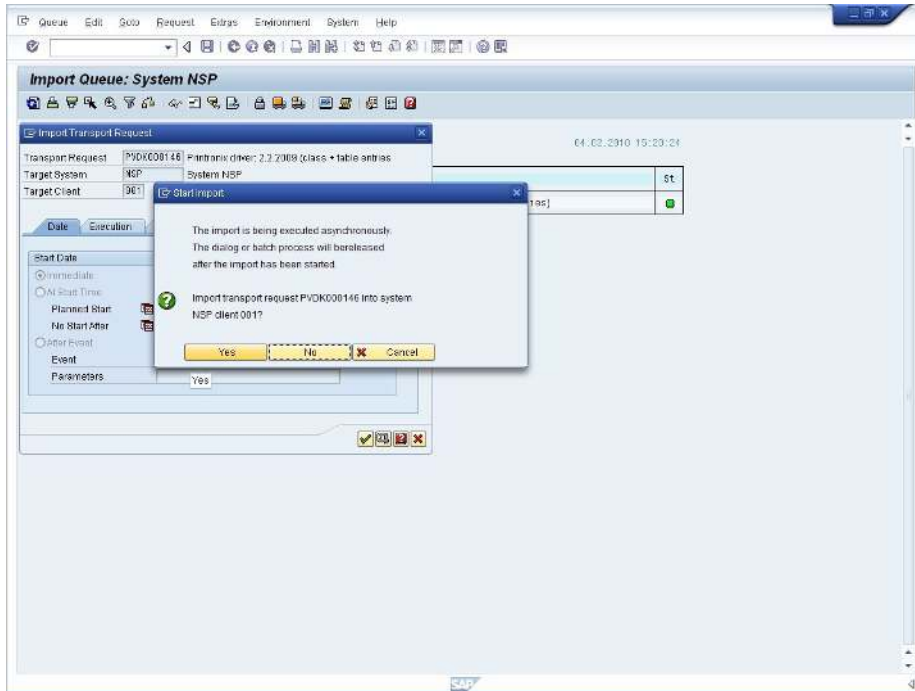 Queue Edit Goto Request Extras Environment System Help
Import Queue: System NSP
Import Transport Request
04.02.2010 15:20:24
Transport Request PVDK000146 Printronix driver: 2.2.2009 (class + table entries
Target System NSP System NSP
St
Target Client 001
Start import
Date Execution
The import is being executed asynchronously.
The dialog or batch process will bereleased
after the import has been started
Start Date
Immediate
At Start Time
Planned Start
No Start After
Import transport request PVDK000146 into system
NSP client 001?
After Event
Event
Parameters
Yes No Cancel
Yes
SAP